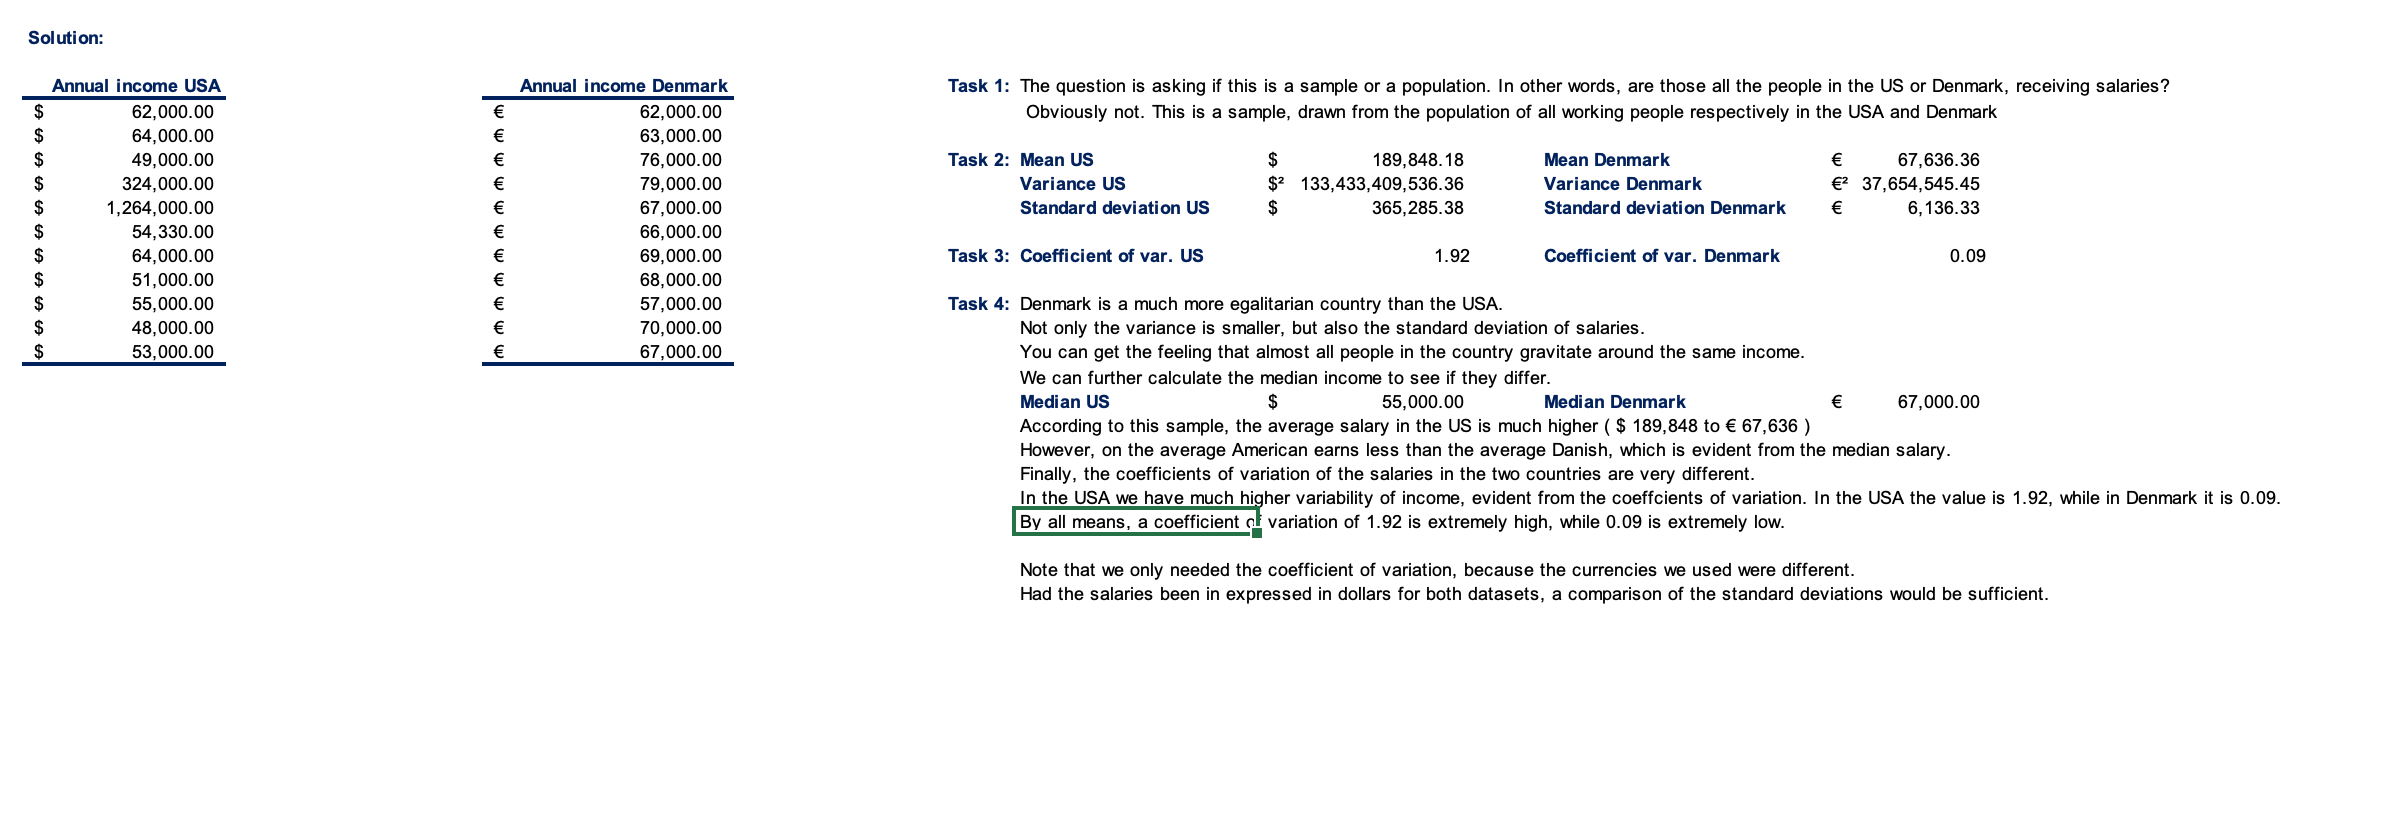 Solution:
Annual income USA
$ 62,000.00
$ 64,000.00
$ 49,000.00
$ 324,000.00
$ 1,264,000.00
$ 54,330.00
$ 64,000.00
$ 51,000.00
$ 55,000.00
$ 48,000.00
$ 53,000.00
Annual income Denmark
€ 62,000.00
€ 63,000.00
€ 76,000.00
€ 79,000.00
€ 67,000.00
€ 66,000.00
€ 69,000.00
€ 68,000.00
€ 57,000.00
€ 70,000.00
€ 67,000.00
Task 1: The question is asking if this is a sample or a population. In other words, are those all the people in the US or Denmark, receiving salaries?
Obviously not. This is a sample, drawn from the population of all working people respectively in the USA and Denmark
Task 2: Mean US $ 189,848.18 Mean Denmark € 67,636.36
Variance US $² 133,433,409,536.36 Variance Denmark €² 37,654,545.45
Standard deviation US $ 365,285.38 Standard deviation Denmark € 6,136.33
Task 3: Coefficient of var. US 1.92 Coefficient of var. Denmark 0.09
Task 4: Denmark is a much more egalitarian country than the USA.
Not only the variance is smaller, but also the standard deviation of salaries.
You can get the feeling that almost all people in the country gravitate around the same income.
We can further calculate the median income to see if they differ.
Median US $ 55,000.00 Median Denmark € 67,000.00
According to this sample, the average salary in the US is much higher ( $ 189,848 to € 67,636 )
However, on the average American earns less than the average Danish, which is evident from the median salary.
Finally, the coefficients of variation of the salaries in the two countries are very different.
In the USA we have much higher variability of income, evident from the coeffcients of variation. In the USA the value is 1.92, while in Denmark it is 0.09.
By all means, a coefficient of variation of 1.92 is extremely high, while 0.09 is extremely low.
Note that we only needed the coefficient of variation, because the currencies we used were different.
Had the salaries been in expressed in dollars for both datasets, a comparison of the standard deviations would be sufficient.